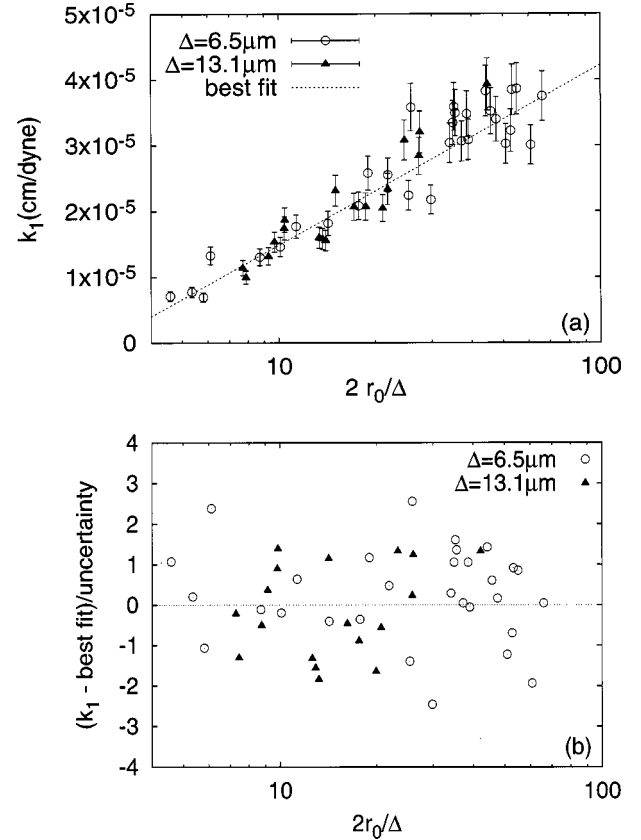 Δ=6.5μm
Δ=13.1μm
best fit
5x10⁻⁵
4x10⁻⁵
3x10⁻⁵
2x10⁻⁵
1x10⁻⁵
0
k₁(cm/dyne)
(a)
10
100
2 r₀/Δ
Δ=6.5μm
Δ=13.1μm
4
3
2
1
0
-1
-2
-3
-4
(k₁ - best fit)/uncertainty
(b)
10
100
2r₀/Δ